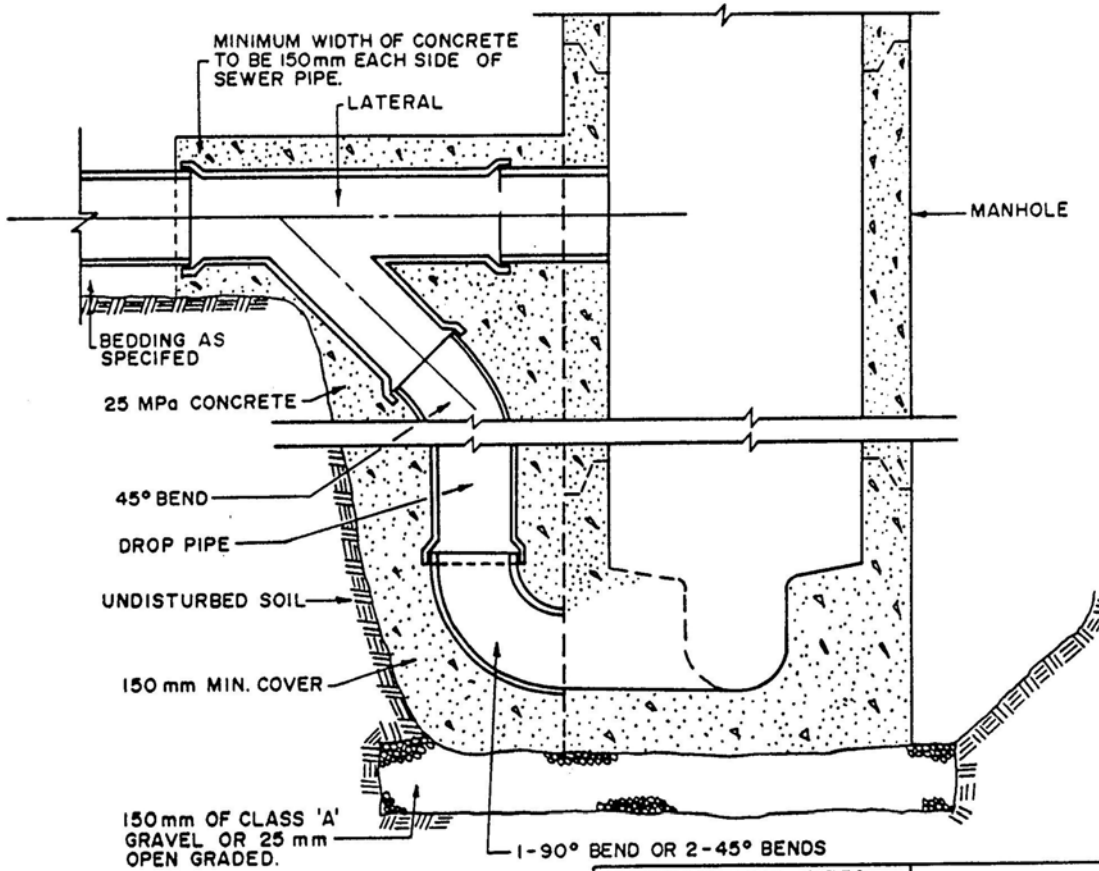 MINIMUM WIDTH OF CONCRETE
TO BE 150mm EACH SIDE OF
SEWER PIPE.
LATERAL
MANHOLE
BEDDING AS
SPECIFED
25 MPa CONCRETE
45° BEND
DROP PIPE
UNDISTURBED SOIL
150 mm MIN. COVER
150 mm OF CLASS 'A'
GRAVEL OR 25 mm
OPEN GRADED.
1-90° BEND OR 2-45° BENDS